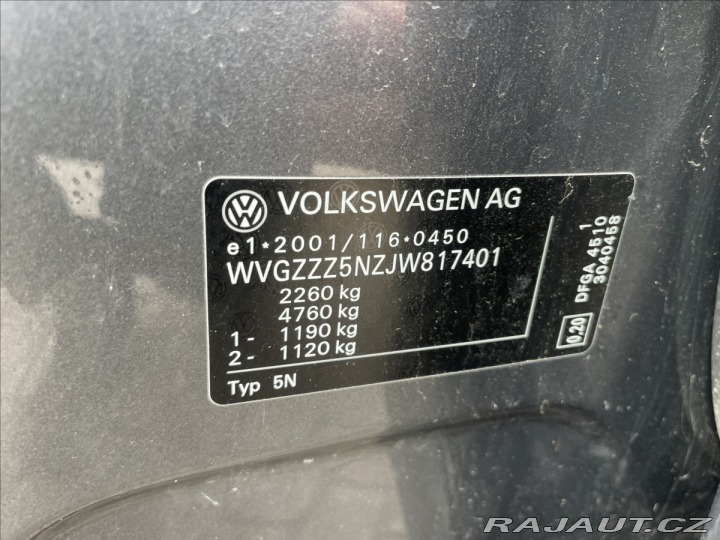 VOLKSWAGEN AG
e1*2001/116*0450
WVGZZZ5NZJW817401
2260 kg
4760 kg
1- 1190 kg
2- 1120 kg
Typ 5N
1
DFGA 4510
3040458
0,20
RAJAUT.CZ